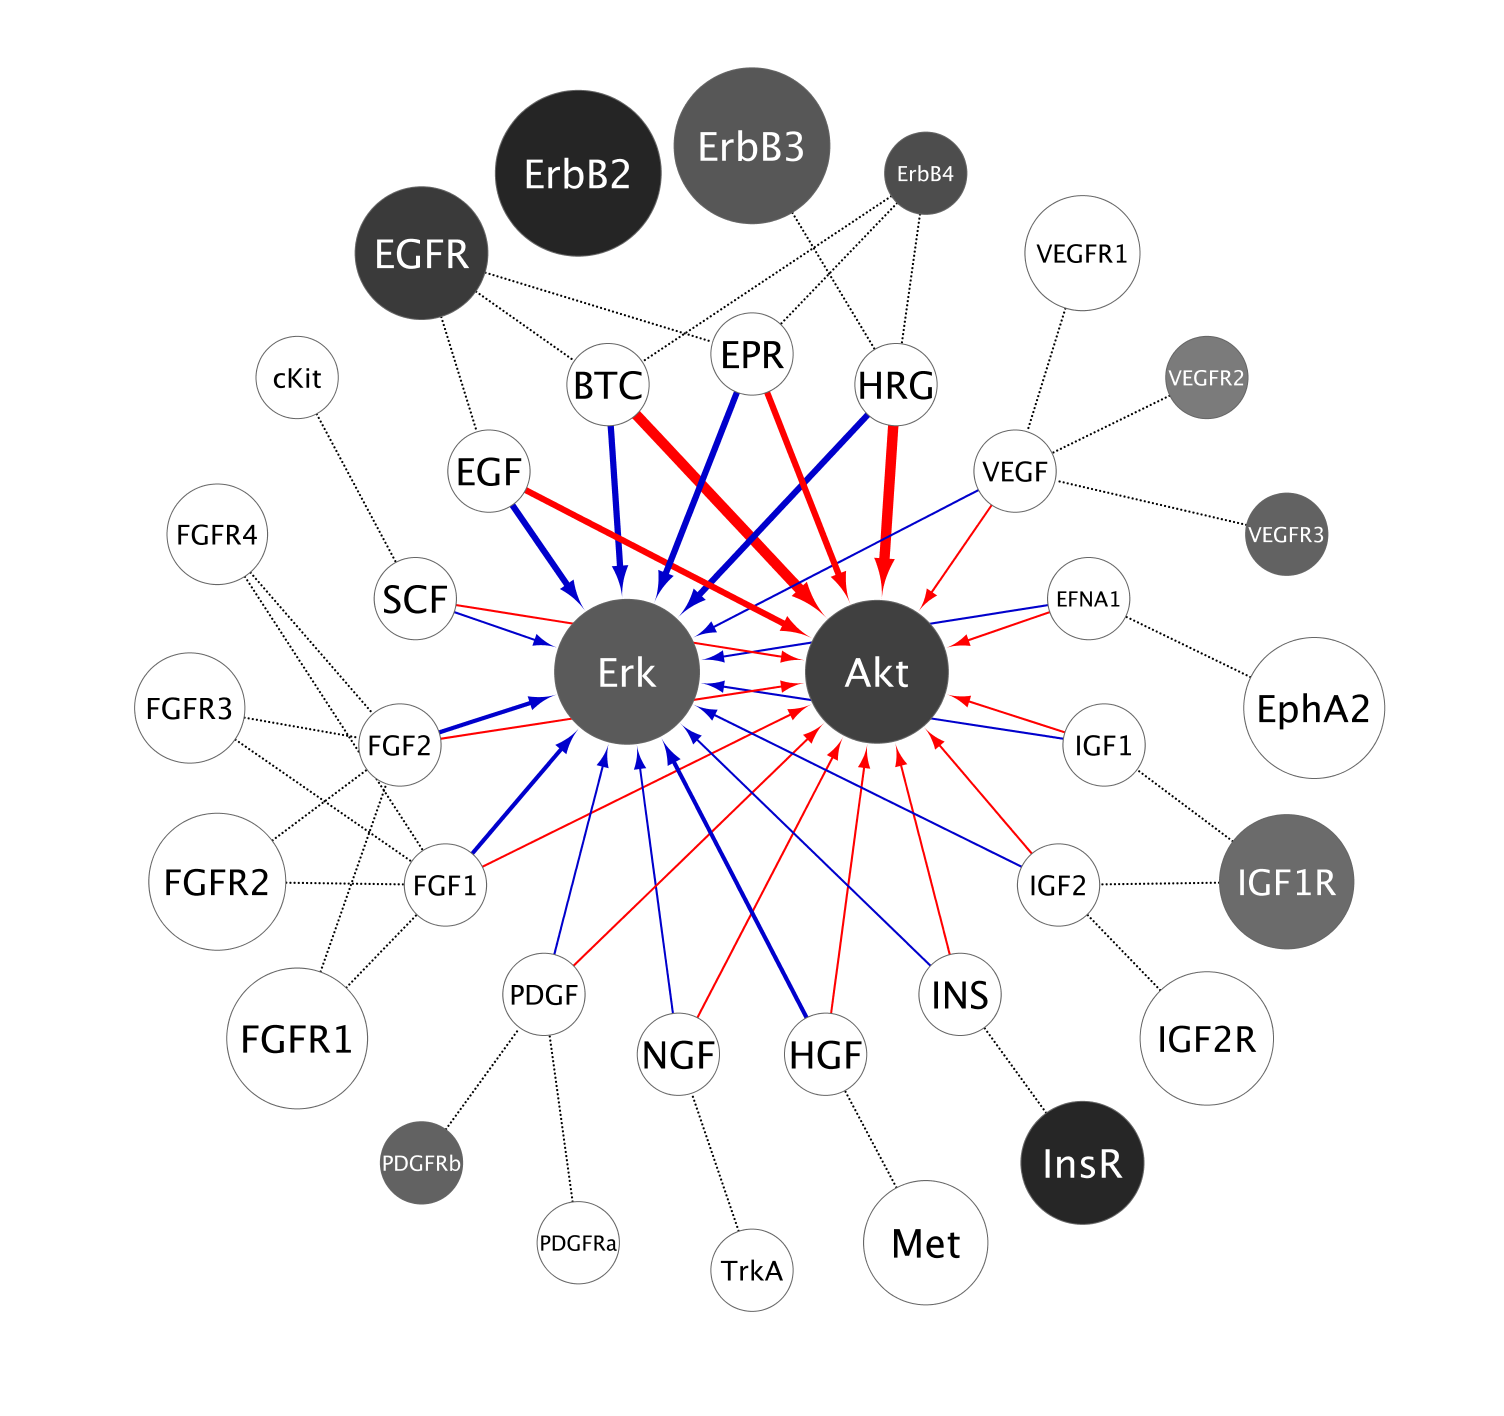 ErbB3
ErbB2
ErbB4
EGFR
VEGFR1
EPR
cKit
BTC
HRG
VEGFR2
EGF
VEGF
FGFR4
VEGFR3
SCF
EFNA1
Erk
Akt
FGFR3
EphA2
FGF2
IGF1
FGFR2
FGF1
IGF2
IGF1R
PDGF
INS
FGFR1
IGF2R
NGF
HGF
PDGFRb
InsR
PDGFRa
Met
TrkA